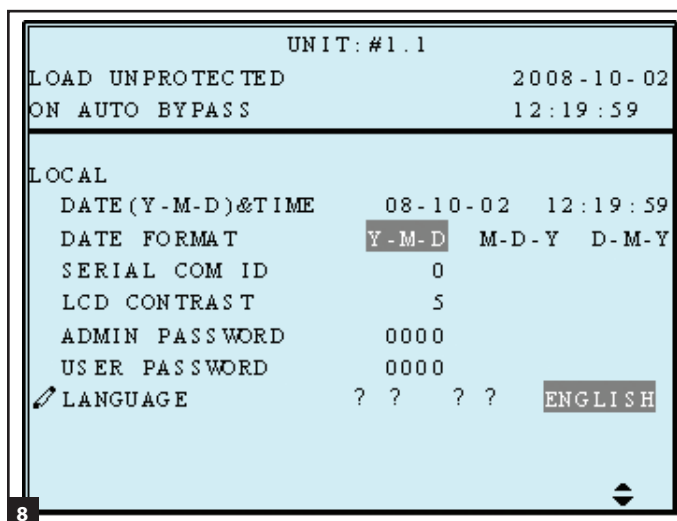 UNIT:#1.1
LOAD UNPROTECTED 2008-10-02
ON AUTO BYPASS 12:19:59
LOCAL
DATE(Y-M-D)&TIME 08-10-02 12:19:59
DATE FORMAT Y-M-D M-D-Y D-M-Y
SERIAL COM ID 0
LCD CONTRAST 5
ADMIN PASSWORD 0000
USER PASSWORD 0000
LANGUAGE ? ? ? ? ENGLISH
8